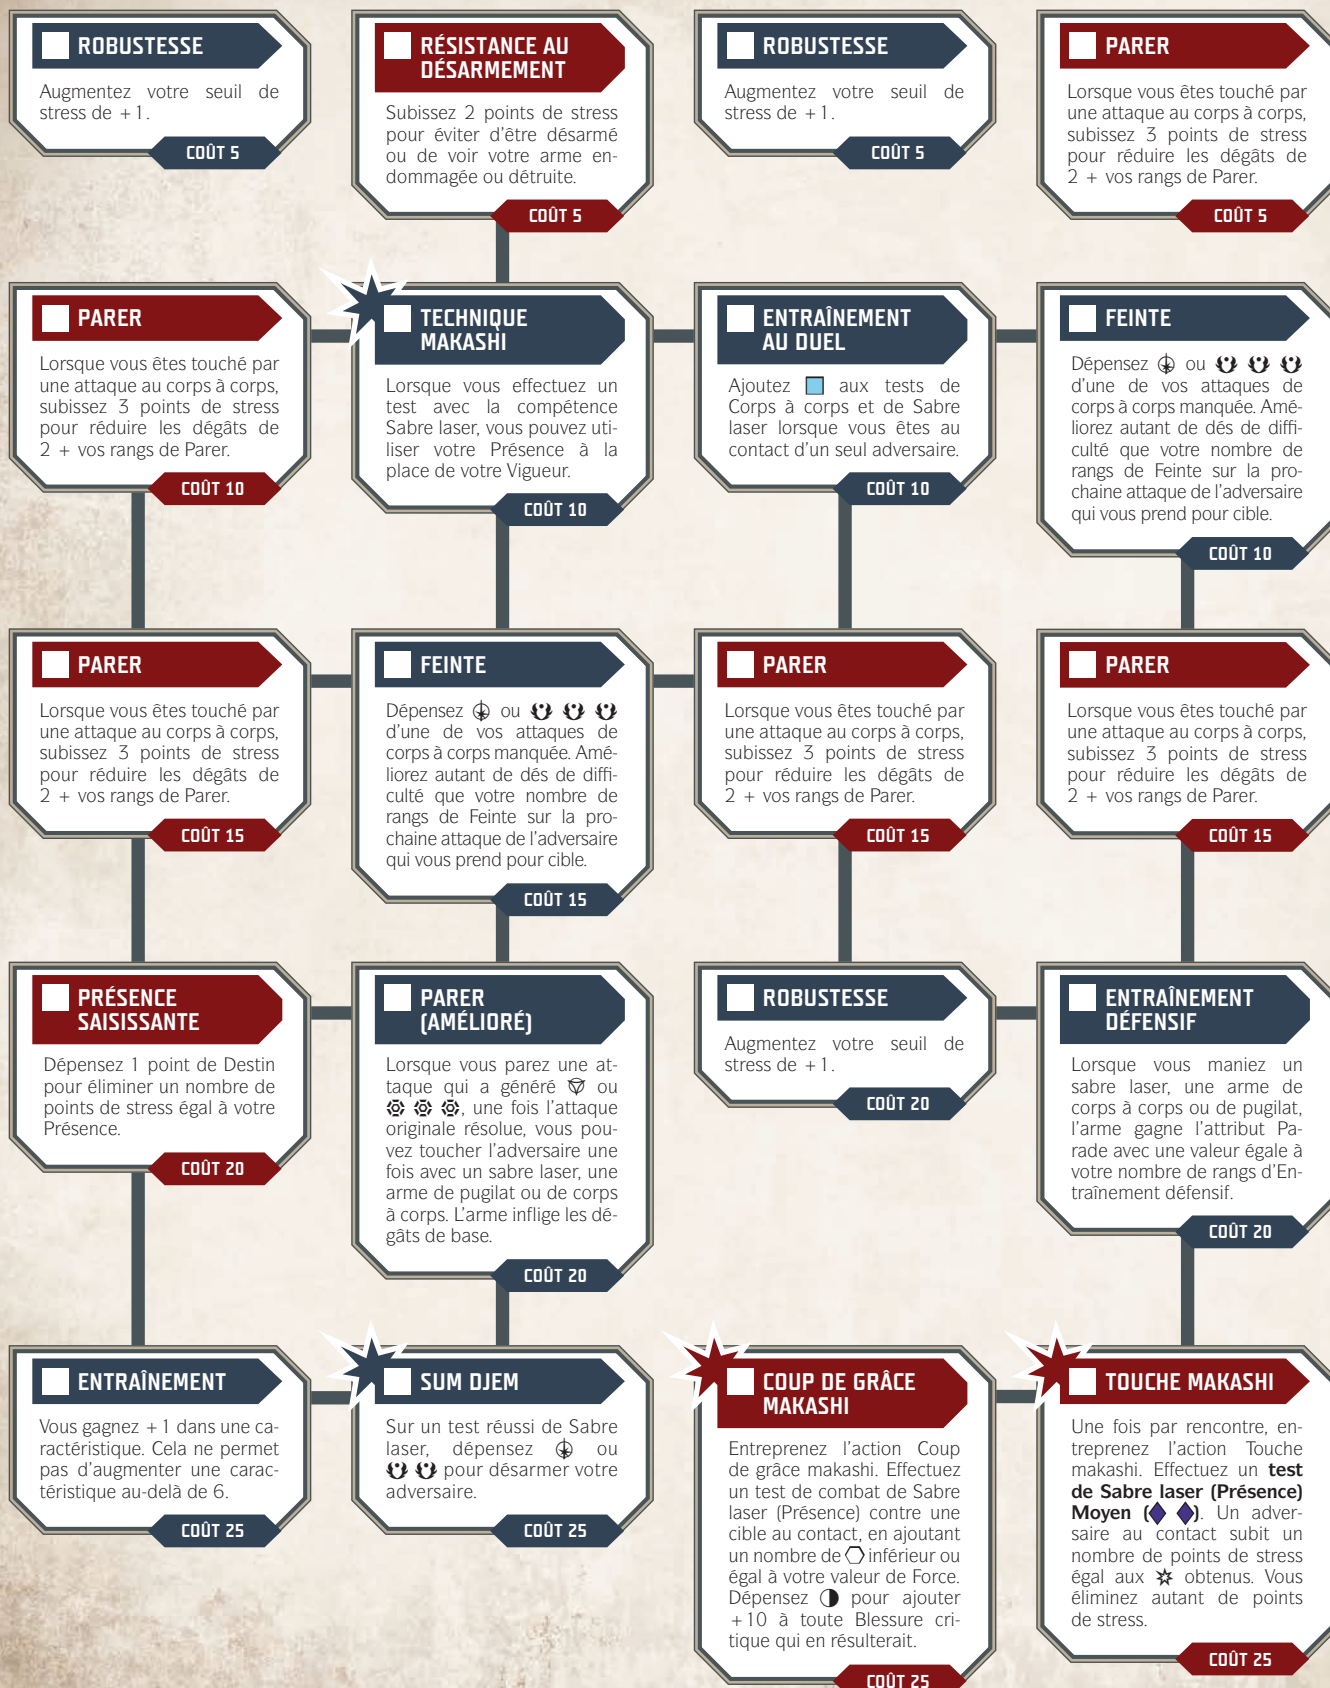 ROBUSTESSE
Augmentez votre seuil de
stress de +1.
COÛT 5
RÉSISTANCE AU
DÉSARMEMENT
Subissez 2 points de stress
pour éviter d'être désarmé
ou de voir votre arme en-
dommagée ou détruite.
COÛT 5
ROBUSTESSE
Augmentez votre seuil de
stress de +1.
COÛT 5
PARER
Lorsque vous êtes touché par
une attaque au corps à corps,
subissez 3 points de stress
pour réduire les dégâts de
2 + vos rangs de Parer.
COÛT 5
PARER
Lorsque vous êtes touché par
une attaque au corps à corps,
subissez 3 points de stress
pour réduire les dégâts de
2 + vos rangs de Parer.
COÛT 10
TECHNIQUE
MAKASHI
Lorsque vous effectuez un
test avec la compétence
Sabre laser, vous pouvez uti-
liser votre Présence à la
place de votre Vigueur.
COÛT 10
ENTRAÎNEMENT
AU DUEL
Ajoutez aux tests de
Corps à corps et de Sabre
laser lorsque vous êtes au
contact d'un seul adversaire.
COÛT 10
FEINTE
Dépensez ou
d'une de vos attaques de
corps à corps manquée. Amé-
liorez autant de dés de diffi-
culté que votre nombre de
rangs de Feinte sur la pro-
chaine attaque de l'adversaire
qui vous prend pour cible.
COÛT 10
PARER
Lorsque vous êtes touché par
une attaque au corps à corps,
subissez 3 points de stress
pour réduire les dégâts de
2 + vos rangs de Parer.
COÛT 15
FEINTE
Dépensez ou
d'une de vos attaques de
corps à corps manquée. Amé-
liorez autant de dés de diffi-
culté que votre nombre de
rangs de Feinte sur la pro-
chaine attaque de l'adversaire
qui vous prend pour cible.
COÛT 15
PARER
Lorsque vous êtes touché par
une attaque au corps à corps,
subissez 3 points de stress
pour réduire les dégâts de
2 + vos rangs de Parer.
COÛT 15
PARER
Lorsque vous êtes touché par
une attaque au corps à corps,
subissez 3 points de stress
pour réduire les dégâts de
2 + vos rangs de Parer.
COÛT 15
PRÉSENCE
SAISISSANTE
Dépensez 1 point de Destin
pour éliminer un nombre de
points de stress égal à votre
Présence.
COÛT 20
PARER
(AMÉLIORÉ)
Lorsque vous parez une at-
taque qui a généré ou
, une fois l'attaque
originale résolue, vous pou-
vez toucher l'adversaire une
fois avec un sabre laser, une
arme de pugilat ou de corps
à corps. L'arme inflige les dé-
gâts de base.
COÛT 20
ROBUSTESSE
Augmentez votre seuil de
stress de +1.
COÛT 20
ENTRAÎNEMENT
DÉFENSIF
Lorsque vous maniez un
sabre laser, une arme de
corps à corps ou de pugilat,
l'arme gagne l'attribut Pa-
rade avec une valeur égale à
votre nombre de rangs d'En-
traînement défensif.
COÛT 20
ENTRAÎNEMENT
Vous gagnez +1 dans une ca-
ractéristique. Cela ne permet
pas d'augmenter une carac-
téristique au-delà de 6.
COÛT 25
SUM DJEM
Sur un test réussi de Sabre
laser, dépensez ou
pour désarmer votre
adversaire.
COÛT 25
COUP DE GRÂCE
MAKASHI
Entreprenez l'action Coup
de grâce makashi. Effectuez
un test de combat de Sabre
laser (Présence) contre une
cible au contact, en ajoutant
un nombre de inférieur ou
égal à votre valeur de Force.
Dépensez pour ajouter
+10 à toute Blessure cri-
tique qui en résulterait.
COÛT 25
TOUCHE MAKASHI
Une fois par rencontre, en-
treprenez l'action Touche
makashi. Effectuez un test
de Sabre laser (Présence)
Moyen ( ). Un adver-
saire au contact subit un
nombre de points de stress
égal aux obtenus. Vous
éliminez autant de points
de stress.
COÛT 25